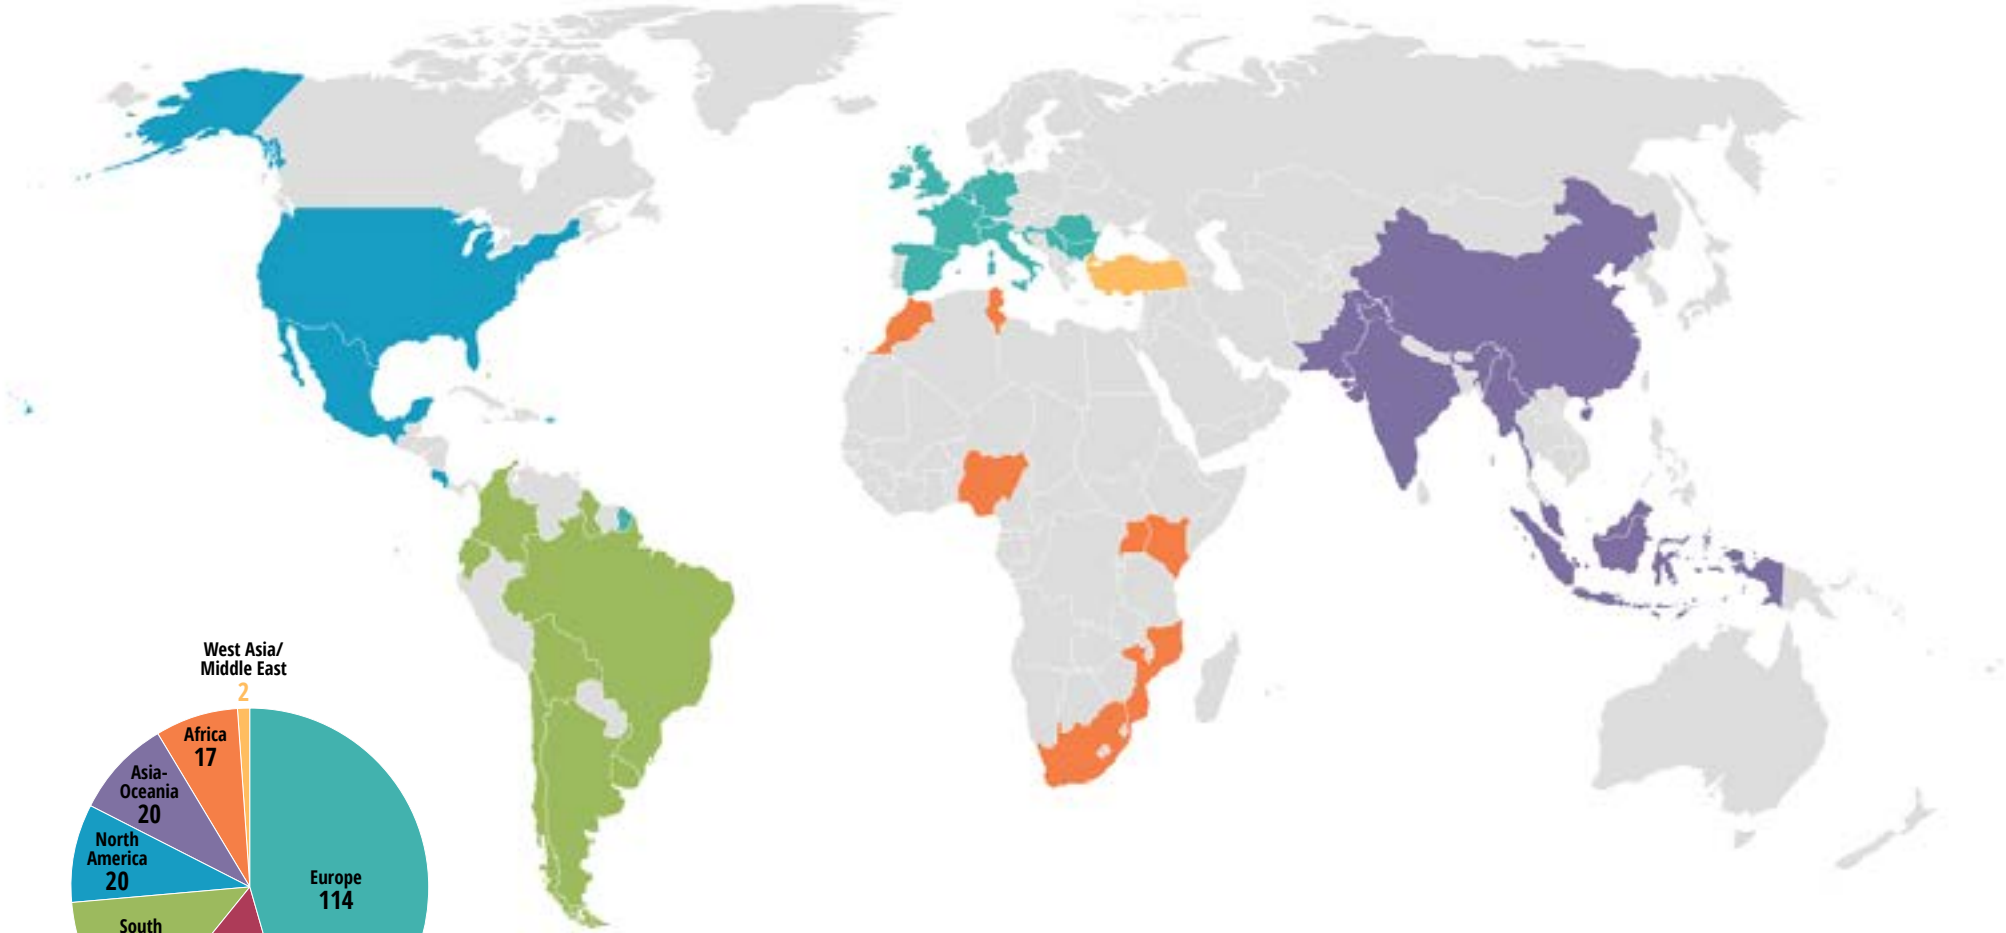 West Asia/
Middle East
2
Africa
17
Asia-
Oceania
20
North
America
20
Europe
114
South